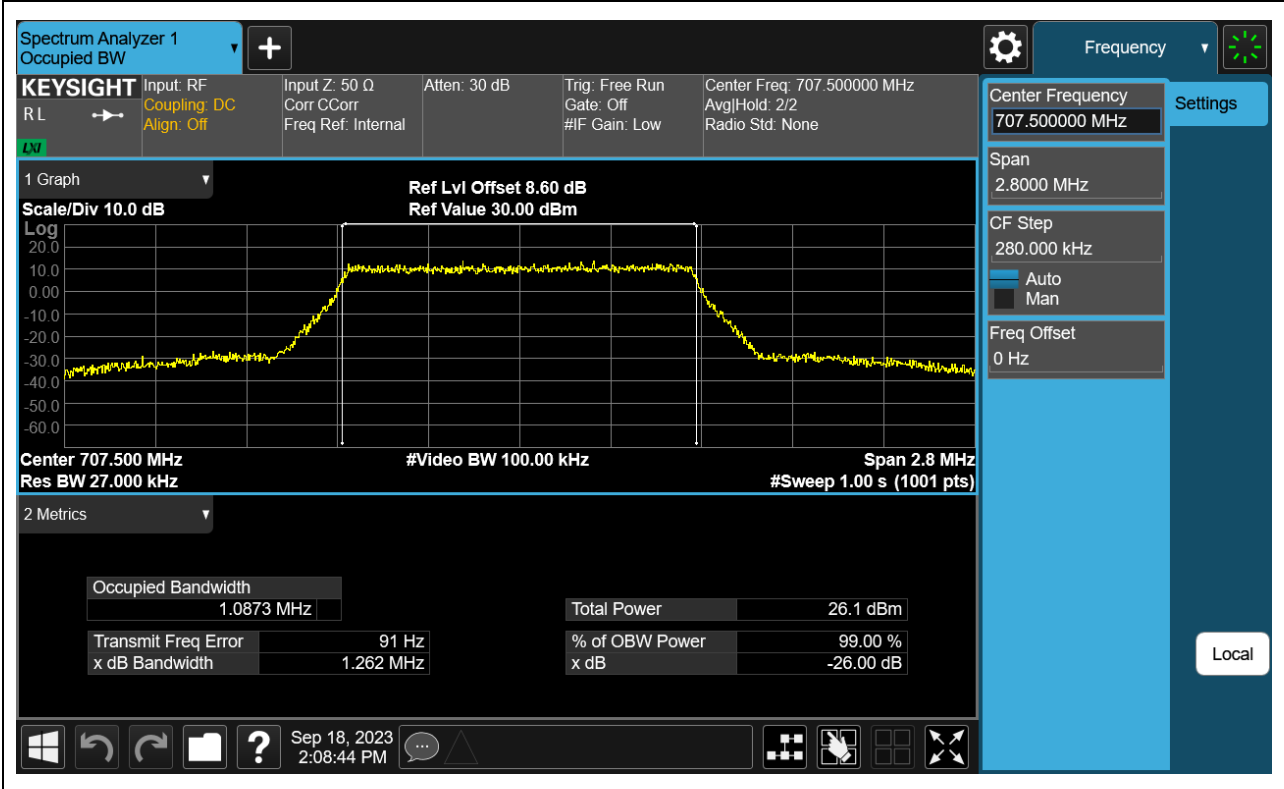 Spectrum Analyzer 1
Occupied BW
Frequency
KEYSIGHT
R L
LXI
Input: RF
Coupling: DC
Align: Off
Input Z: 50 Ω
Corr CCorr
Freq Ref: Internal
Atten: 30 dB
Trig: Free Run
Gate: Off
#IF Gain: Low
Center Freq: 707.500000 MHz
Avg|Hold: 2/2
Radio Std: None
Center Frequency
707.500000 MHz
Settings
Span
2.8000 MHz
CF Step
280.000 kHz
Auto
Man
Freq Offset
0 Hz
Local
1 Graph
Scale/Div 10.0 dB
Ref Lvl Offset 8.60 dB
Ref Value 30.00 dBm
Log
20.0
10.0
0.00
-10.0
-20.0
-30.0
-40.0
-50.0
-60.0
Center 707.500 MHz
#Video BW 100.00 kHz
Span 2.8 MHz
Res BW 27.000 kHz
#Sweep 1.00 s (1001 pts)
2 Metrics
Occupied Bandwidth
1.0873 MHz
Total Power 26.1 dBm
Transmit Freq Error 91 Hz
% of OBW Power 99.00 %
x dB Bandwidth 1.262 MHz
x dB -26.00 dB
?
Sep 18, 2023
2:08:44 PM